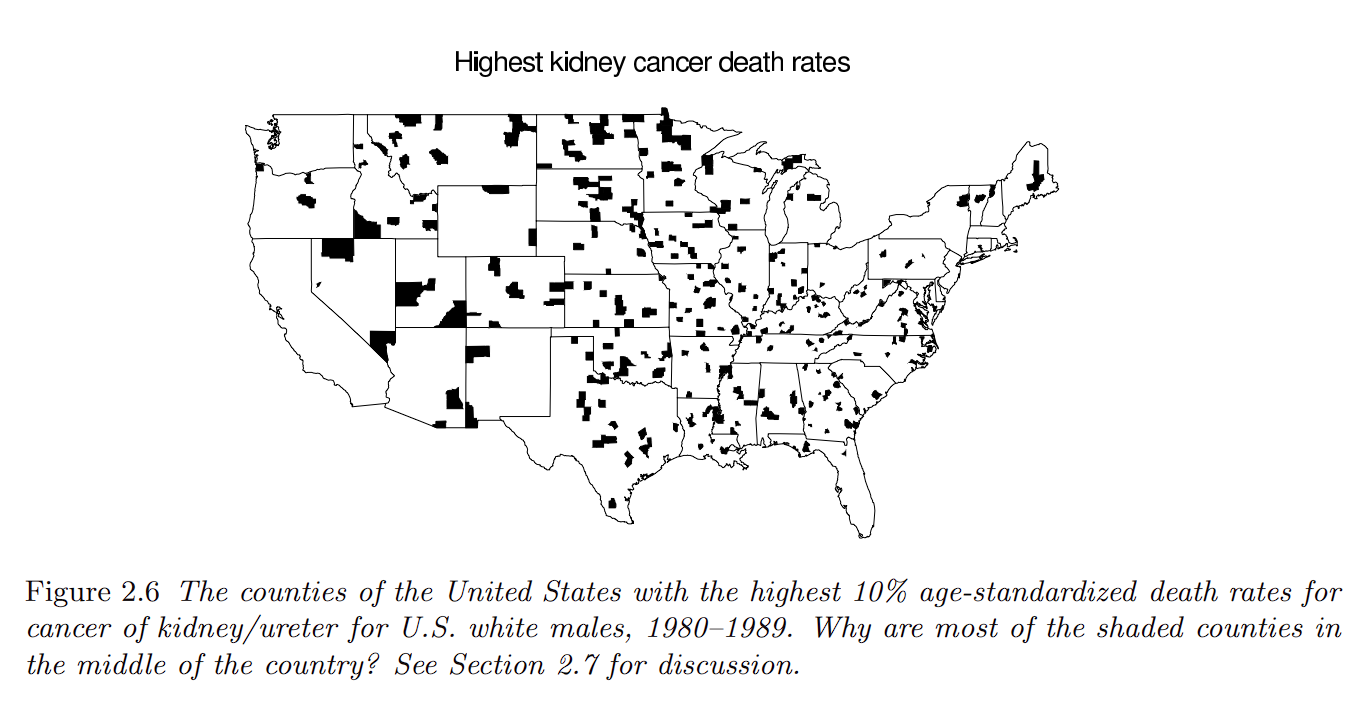 Highest kidney cancer death rates
Figure 2.6 The counties of the United States with the highest 10% age-standardized death rates for
cancer of kidney/ureter for U.S. white males, 1980–1989. Why are most of the shaded counties in
the middle of the country? See Section 2.7 for discussion.